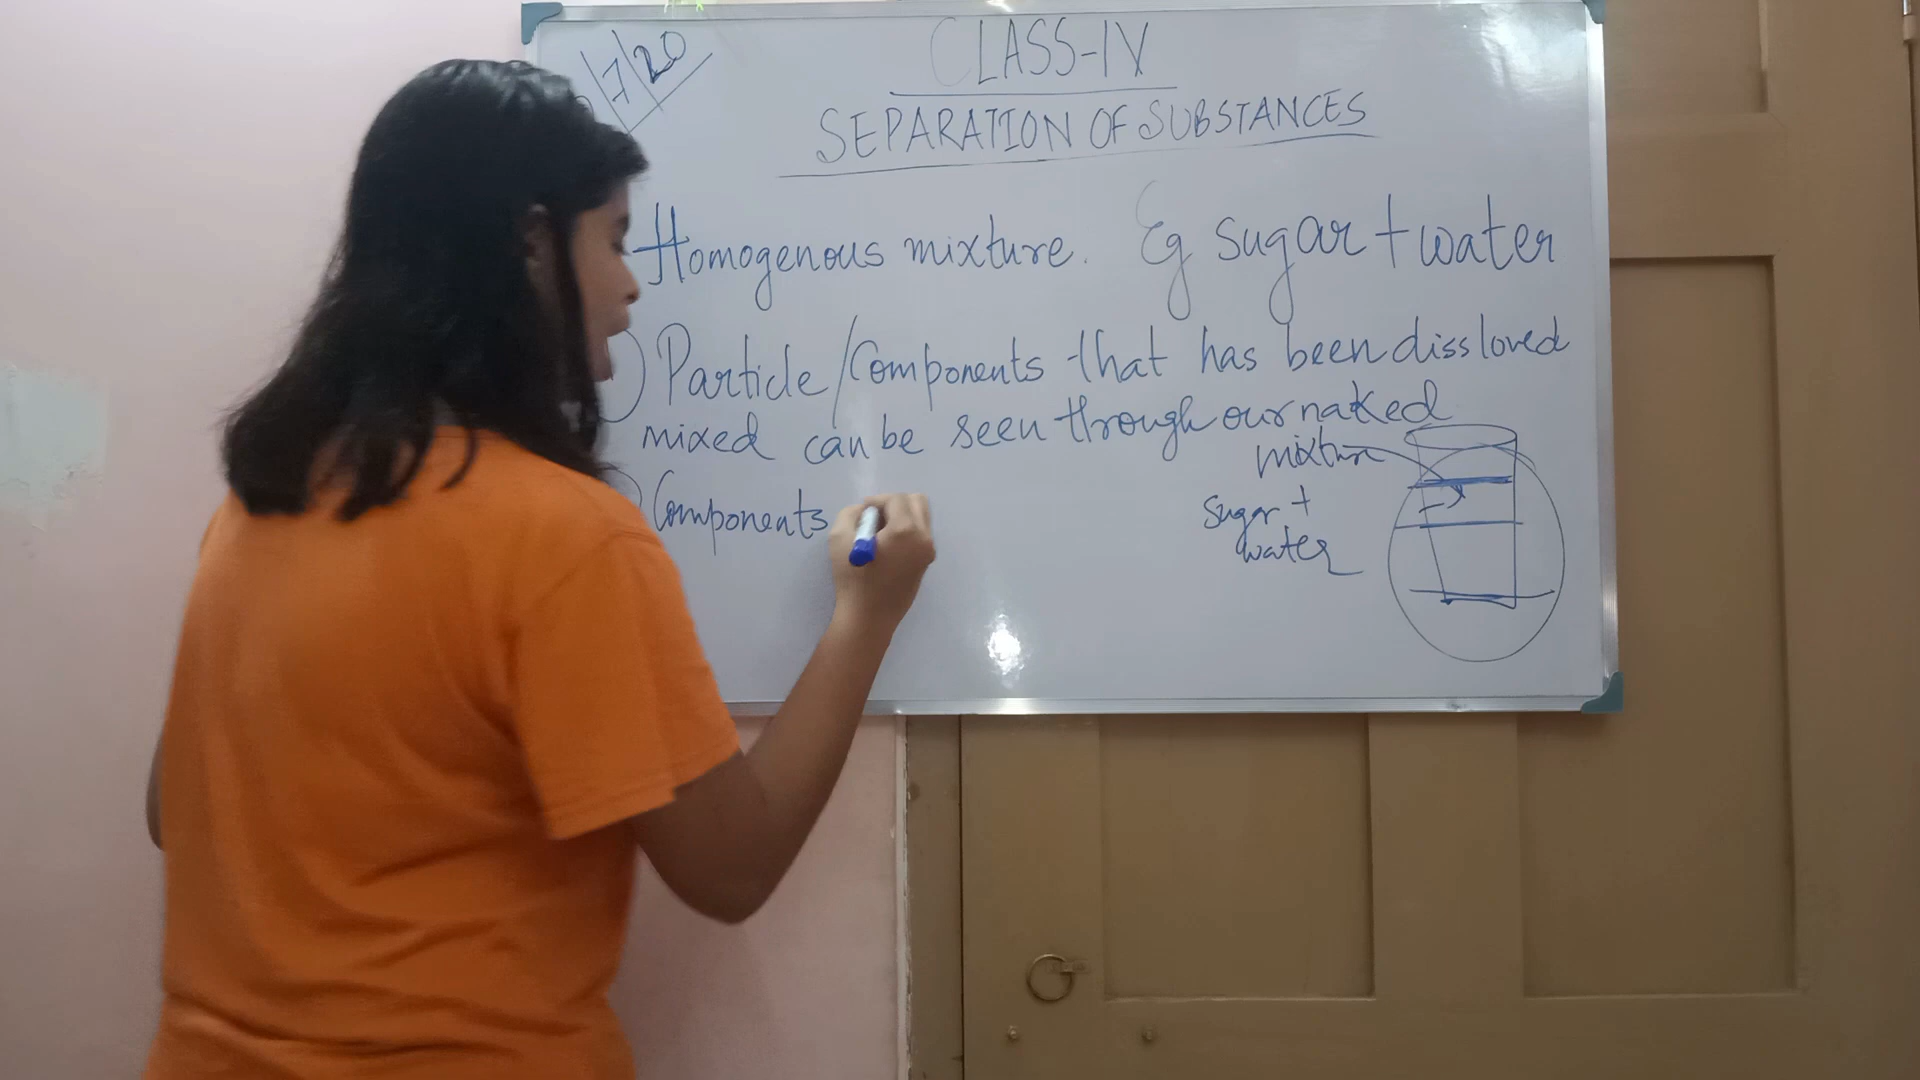 /7/20
CLASS-IV
SEPARATION OF SUBSTANCES
Homogenous mixture. Eg Sugar + water
Particle/Components that has been dissloved
mixed can be seen through our naked
mixture
Sugar +
water
Components